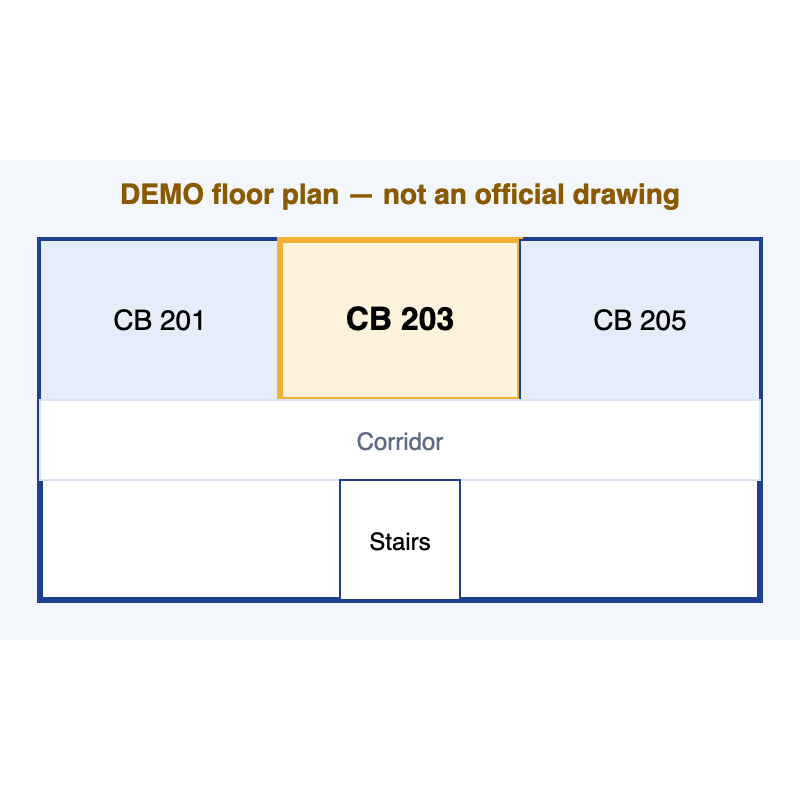 DEMO floor plan — not an official drawing
CB 201
CB 203
CB 205
Corridor
Stairs